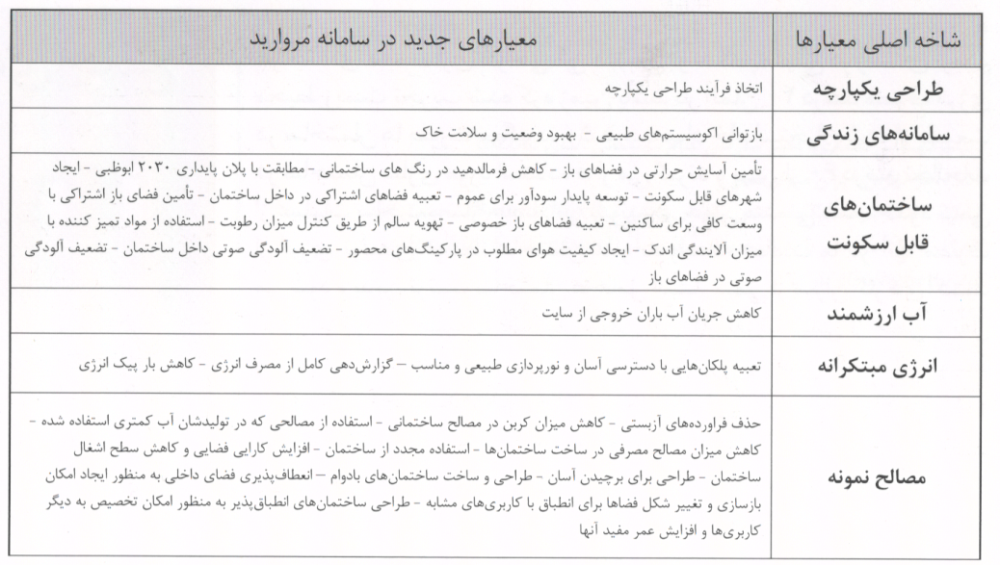 شاخه اصلی معیارها
معیارهای جدید در سامانه مروارید
طراحی یکپارچه
اتخاذ فرآیند طراحی یکپارچه
سامانه‌های زندگی
بازتوانی اکوسیستم‌های طبیعی - بهبود وضعیت و سلامت خاک
ساختمان‌های
قابل سکونت
تأمین آسایش حرارتی در فضاهای باز - کاهش فرمالدهید در رنگ های ساختمانی - مطابقت با پلان پایداری ۲۰۳۰ ابوظبی - ایجاد
شهرهای قابل سکونت - توسعه پایدار سودآور برای عموم - تعبیه فضاهای اشتراکی در داخل ساختمان - تأمین فضای باز اشتراکی با
وسعت کافی برای ساکنین - تعبیه فضاهای باز خصوصی - تهویه سالم از طریق کنترل میزان رطوبت - استفاده از مواد تمیز کننده با
میزان آلایندگی اندک - ایجاد کیفیت هوای مطلوب در پارکینگ‌های محصور - تضعیف آلودگی صوتی داخل ساختمان - تضعیف آلودگی
صوتی در فضاهای باز
آب ارزشمند
کاهش جریان آب باران خروجی از سایت
انرژی مبتکرانه
تعبیه پلکان‌هایی با دسترسی آسان و نورپردازی طبیعی و مناسب – گزارش‌دهی کامل از مصرف انرژی - کاهش بار پیک انرژی
مصالح نمونه
حذف فراورده‌های آزبستی - کاهش میزان کربن در مصالح ساختمانی - استفاده از مصالحی که در تولیدشان آب کمتری استفاده شده -
کاهش میزان مصالح مصرفی در ساخت ساختمان‌ها - استفاده مجدد از ساختمان - افزایش کارایی فضایی و کاهش سطح اشغال
ساختمان - طراحی برای برچیدن آسان - طراحی و ساخت ساختمان‌های بادوام – انعطاف‌پذیری فضای داخلی به منظور ایجاد امکان
بازسازی و تغییر شکل فضاها برای انطباق با کاربری‌های مشابه - طراحی ساختمان‌های انطباق‌پذیر به منظور امکان تخصیص به دیگر
کاربری‌ها و افزایش عمر مفید آنها